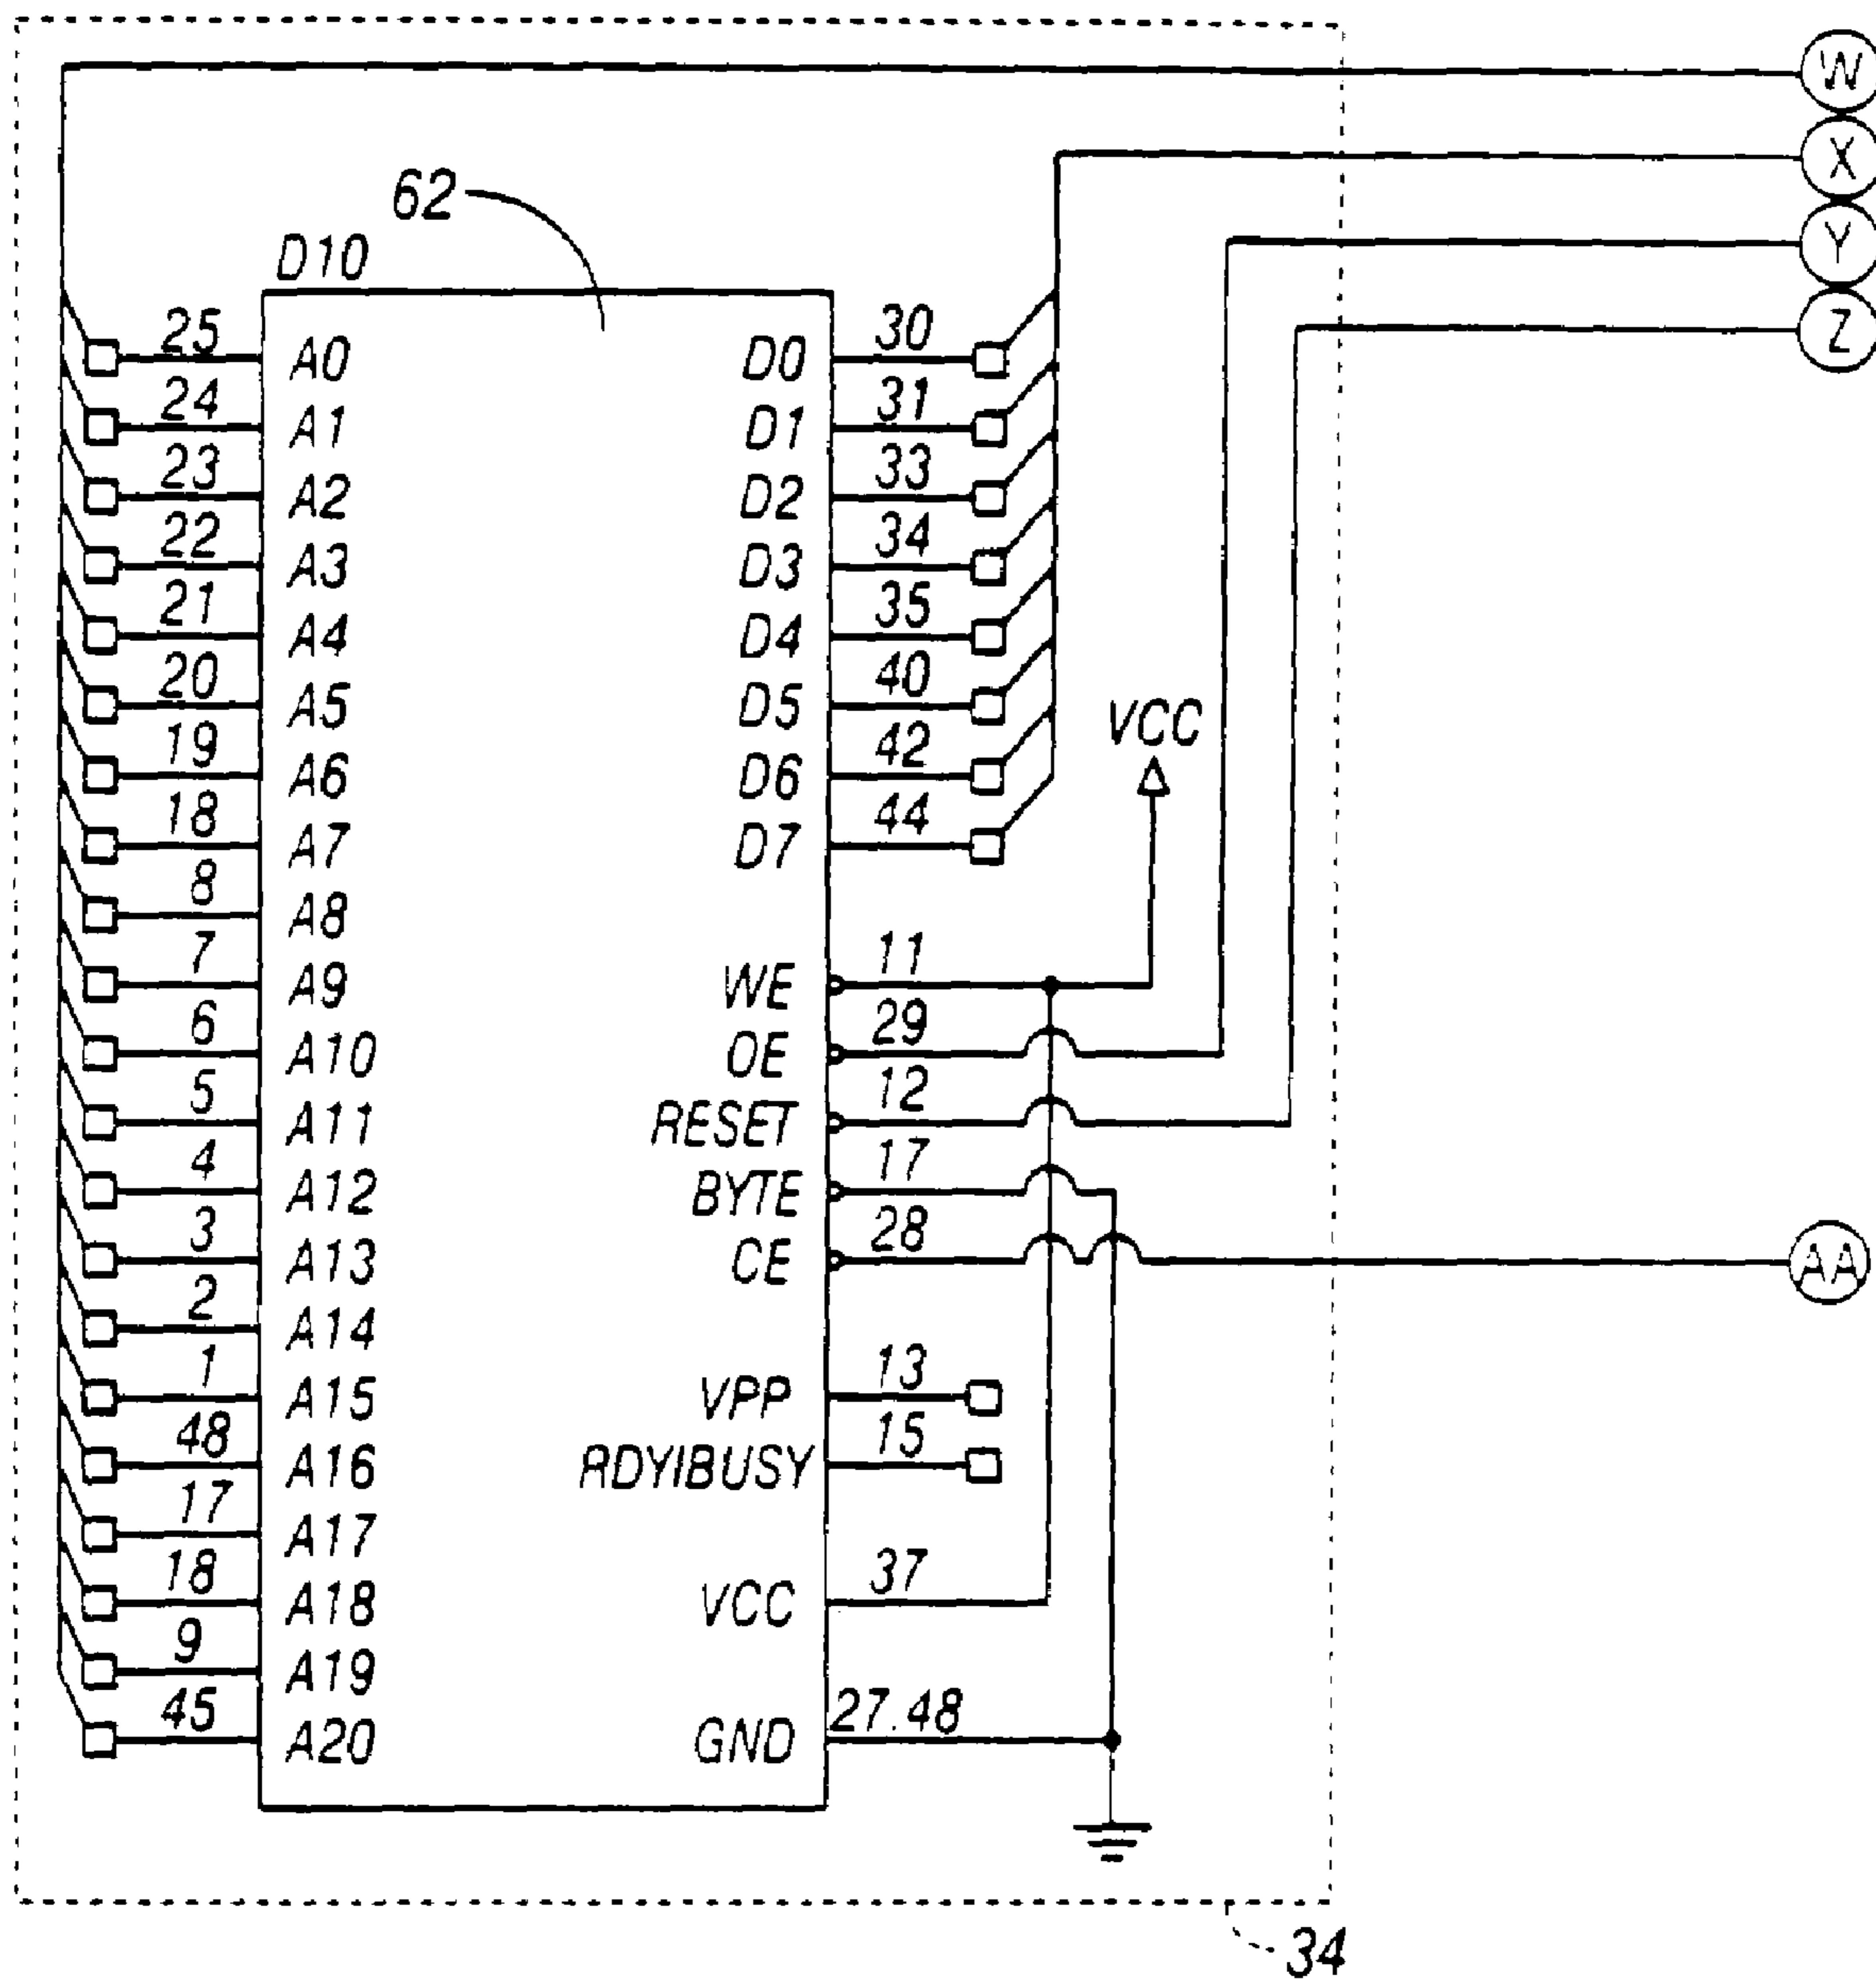 W
X
Y
Z
62
D10
25 A0 D0 30
24 A1 D1 31
23 A2 D2 33
22 A3 D3 34
21 A4 D4 35
20 A5 D5 40
19 A6 D6 42
VCC
18 A7 D7 44
8 A8
7 A9 WE 11
6 A10 OE 29
5 A11 RESET 12
4 A12 BYTE 17
3 A13 CE 28
AA
2 A14
1 A15 VPP 13
48 A16 RDYIBUSY 15
17 A17
18 A18 VCC 37
9 A19
45 A20 GND 27.48
34